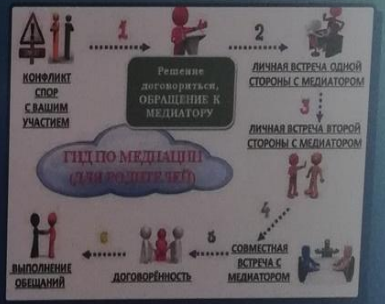 1
2
КОНФЛИКТ
СПОР
С ВАШИМ
УЧАСТИЕМ
Решение
договориться,
ОБРАЩЕНИЕ К
МЕДИАТОРУ
ЛИЧНАЯ ВСТРЕЧА ОДНОЙ
СТОРОНЫ С МЕДИАТОРОМ
3
ЛИЧНАЯ ВСТРЕЧА ВТОРОЙ
СТОРОНЫ С МЕДИАТОРОМ
ГИД ПО МЕДИАЦИИ
(ДЛЯ РОДИТЕЛЕЙ)
4
СОВМЕСТНАЯ
ВСТРЕЧА С
МЕДИАТОРОМ
5
ДОГОВОРЁННОСТЬ
6
ВЫПОЛНЕНИЕ
ОБЕЩАНИЙ